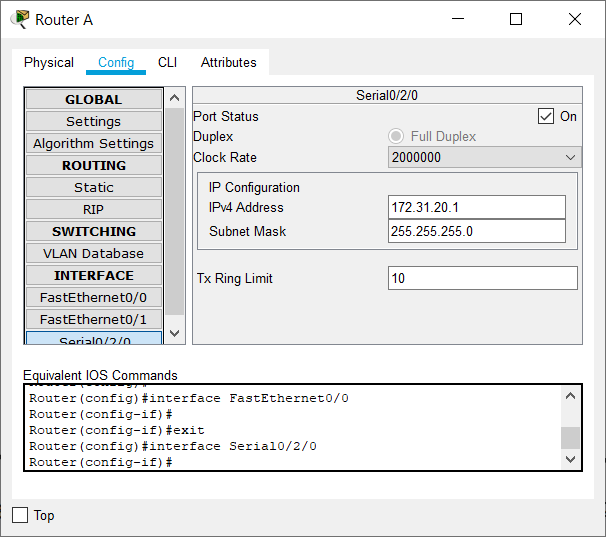 Router A
Physical Config CLI Attributes
GLOBAL
Settings
Algorithm Settings
ROUTING
Static
RIP
SWITCHING
VLAN Database
INTERFACE
FastEthernet0/0
FastEthernet0/1
Serial0/2/0
Serial0/2/0
Port Status On
Duplex Full Duplex
Clock Rate 2000000
IP Configuration
IPv4 Address 172.31.20.1
Subnet Mask 255.255.255.0
Tx Ring Limit 10
Equivalent IOS Commands
Router(config)#
Router(config)#interface FastEthernet0/0
Router(config-if)#
Router(config-if)#exit
Router(config)#interface Serial0/2/0
Router(config-if)#
Top